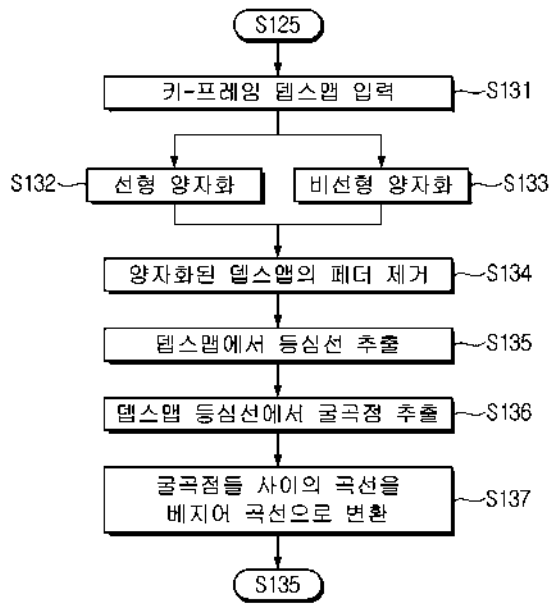 S125
키-프레임 뎁스맵 입력
S131
S132
선형 양자화
비선형 양자화
S133
양자화된 뎁스맵의 페더 제거
S134
뎁스맵에서 등심선 추출
S135
뎁스맵 등심선에서 굴곡점 추출
S136
굴곡점들 사이의 곡선을
베지어 곡선으로 변환
S137
S135